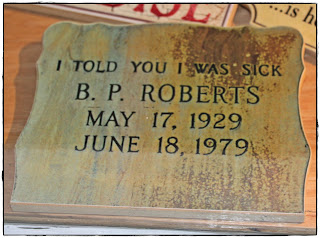 ...is h
I TOLD YOU I WAS SICK
B. P. ROBERTS
MAY 17, 1929
JUNE 18, 1979